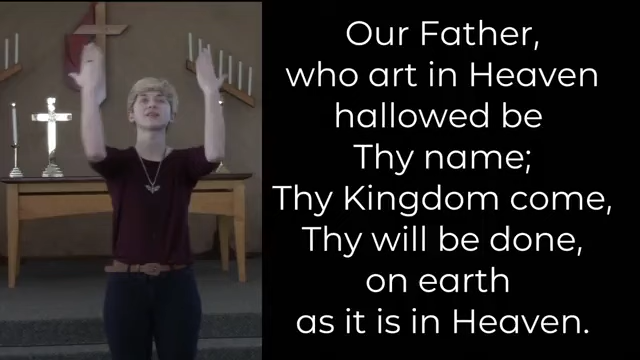 Our Father,
who art in Heaven
hallowed be
Thy name;
Thy Kingdom come,
Thy will be done,
on earth
as it is in Heaven.